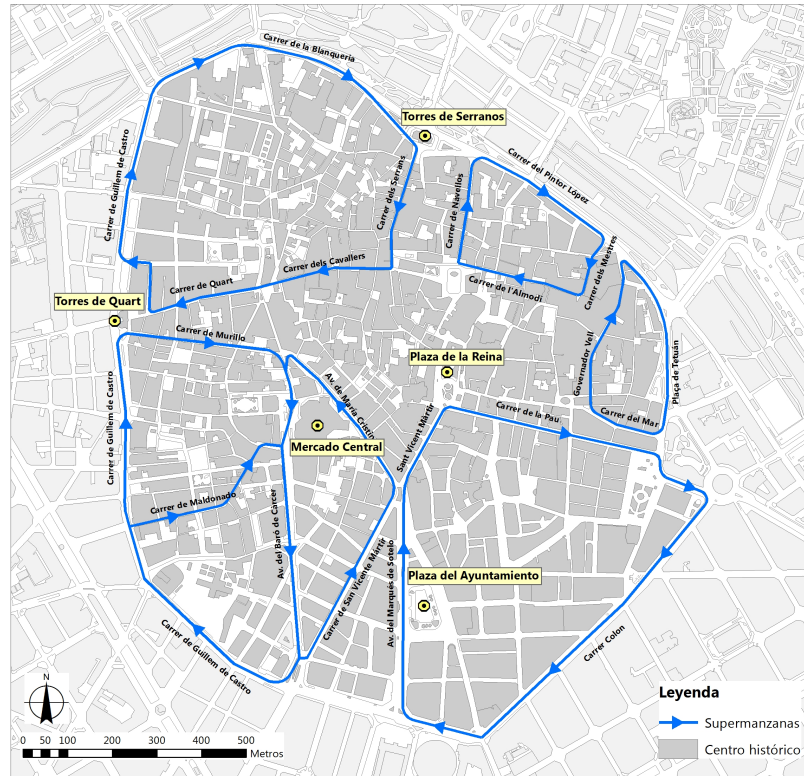 Carrer de la Blanqueria
Torres de Serranos
Carrer del Pintor López
Carrer de Guillem de Castro
Carrer dels Serrans
Carrer de Navellos
Carrer dels Mestres
Carrer dels Cavallers
Carrer de Quart
Carrer de l'Almodí
Torres de Quart
Carrer de Murillo
Plaza de la Reina
Governador Vell
Plaça de Tetuán
Av. de María Cristin
Carrer de Guillem de Castro
Sant Vicent Màrtir
Carrer de la Pau
Carrer del Mar
Mercado Central
Carrer de Maldonado
Av. del Baró de Cárcer
Carrer de San Vicente Màrtir
Av. del Marqués de Sotelo
Plaza del Ayuntamiento
Carrer de Guillem de Castro
Carrer Colon
N
0 50 100 200 300 400 500
Metros
Leyenda
Supermanzanas
Centro histórico